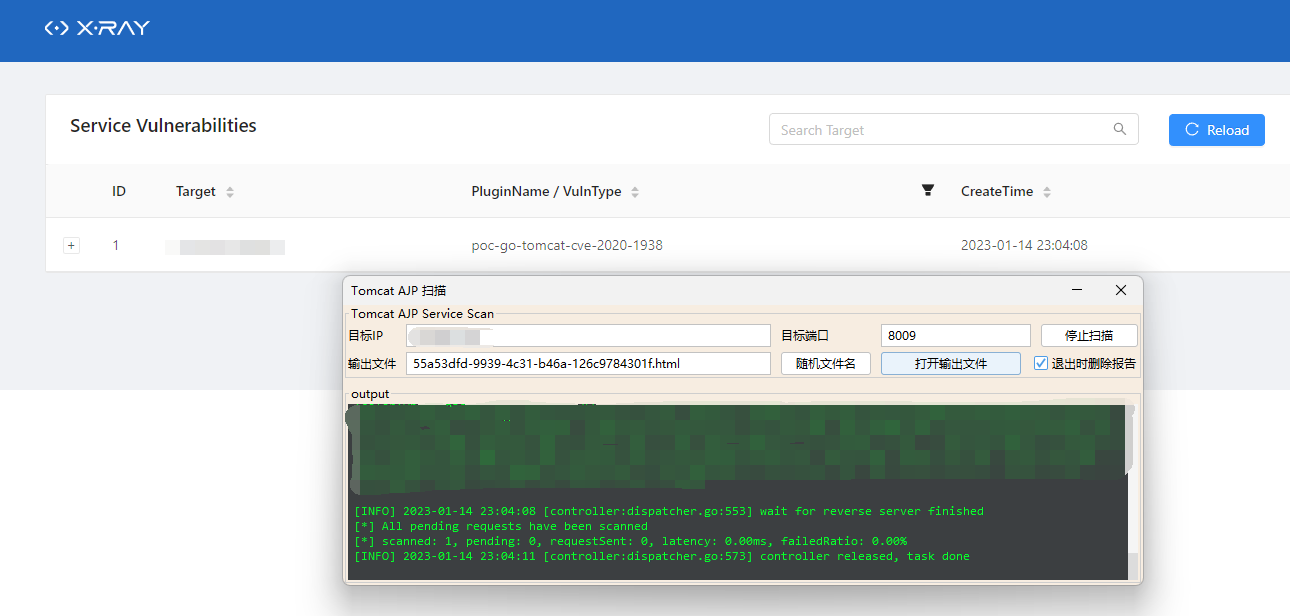 X·RAY
Service Vulnerabilities
Search Target
Reload
ID Target PluginName / VulnType CreateTime
+ 1 poc-go-tomcat-cve-2020-1938 2023-01-14 23:04:08
Tomcat AJP 扫描
Tomcat AJP Service Scan
目标IP 目标端口 8009 停止扫描
输出文件 55a53dfd-9939-4c31-b46a-126c9784301f.html 随机文件名 打开输出文件 退出时删除报告
output
[INFO] 2023-01-14 23:04:08 [controller:dispatcher.go:553] wait for reverse server finished
[*] All pending requests have been scanned
[*] scanned: 1, pending: 0, requestSent: 0, latency: 0.00ms, failedRatio: 0.00%
[INFO] 2023-01-14 23:04:11 [controller:dispatcher.go:573] controller released, task done